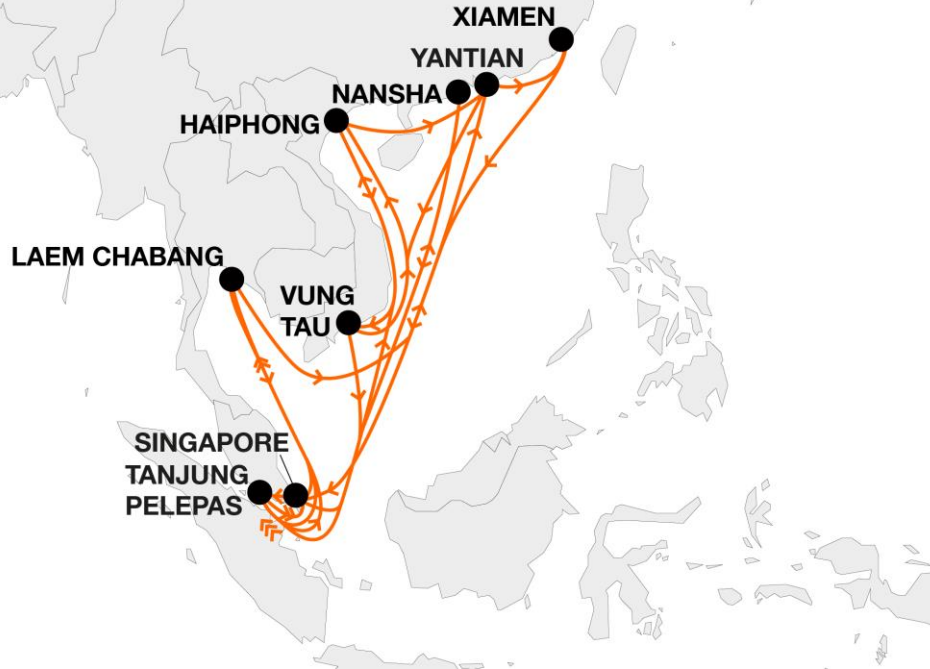 XIAMEN
YANTIAN
NANSHA
HAIPHONG
LAEM CHABANG
VUNG
TAU
SINGAPORE
TANJUNG
PELEPAS